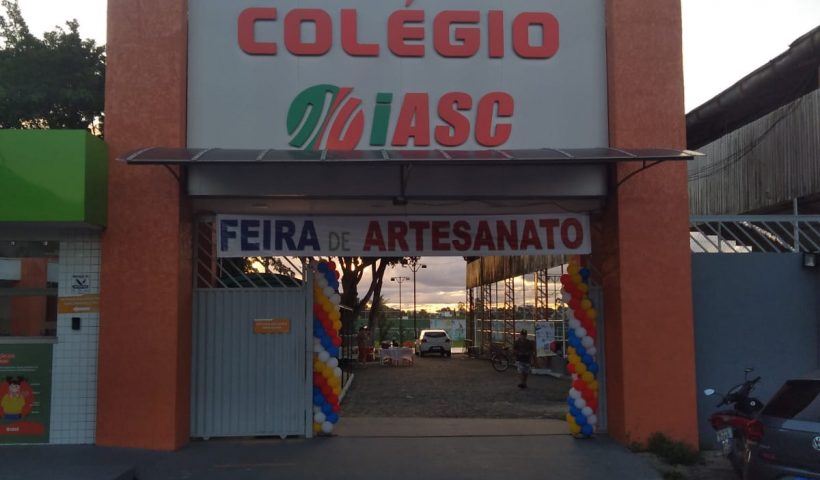 COLÉGIO
iASC
FEIRA DE ARTESANATO